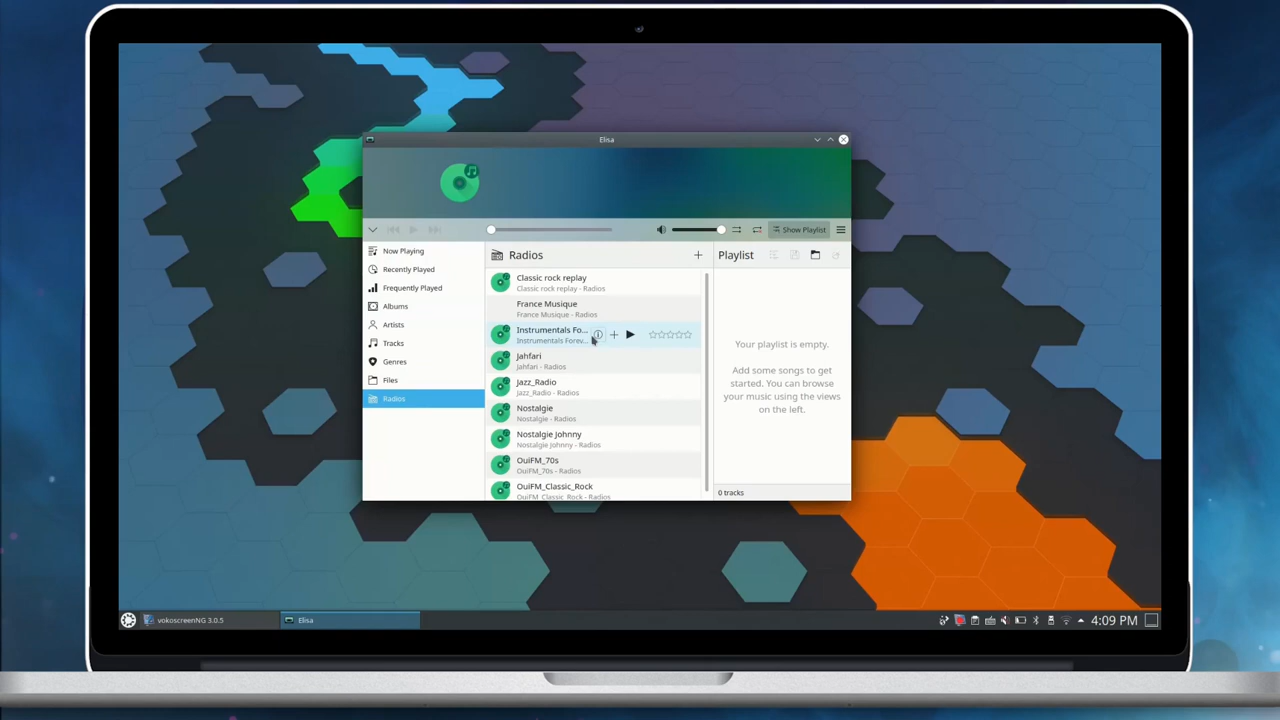 Elisa
Show Playlist
Now Playing
Recently Played
Frequently Played
Albums
Artists
Tracks
Genres
Files
Radios
Radios
Classic rock replay
Classic rock replay - Radios
France Musique
France Musique - Radios
Instrumentals Fo...
Instrumentals Forev...
Jahfari
Jahfari - Radios
Jazz_Radio
Jazz_Radio - Radios
Nostalgie
Nostalgie - Radios
Nostalgie Johnny
Nostalgie Johnny - Radios
OuiFM_70s
OuiFM_70s - Radios
OuiFM_Classic_Rock
OuiFM_Classic_Rock - Radios
Playlist
Your playlist is empty.
Add some songs to get
started. You can browse
your music using the views
on the left.
0 tracks
vokoscreenNG 3.0.5
Elisa
4:09 PM